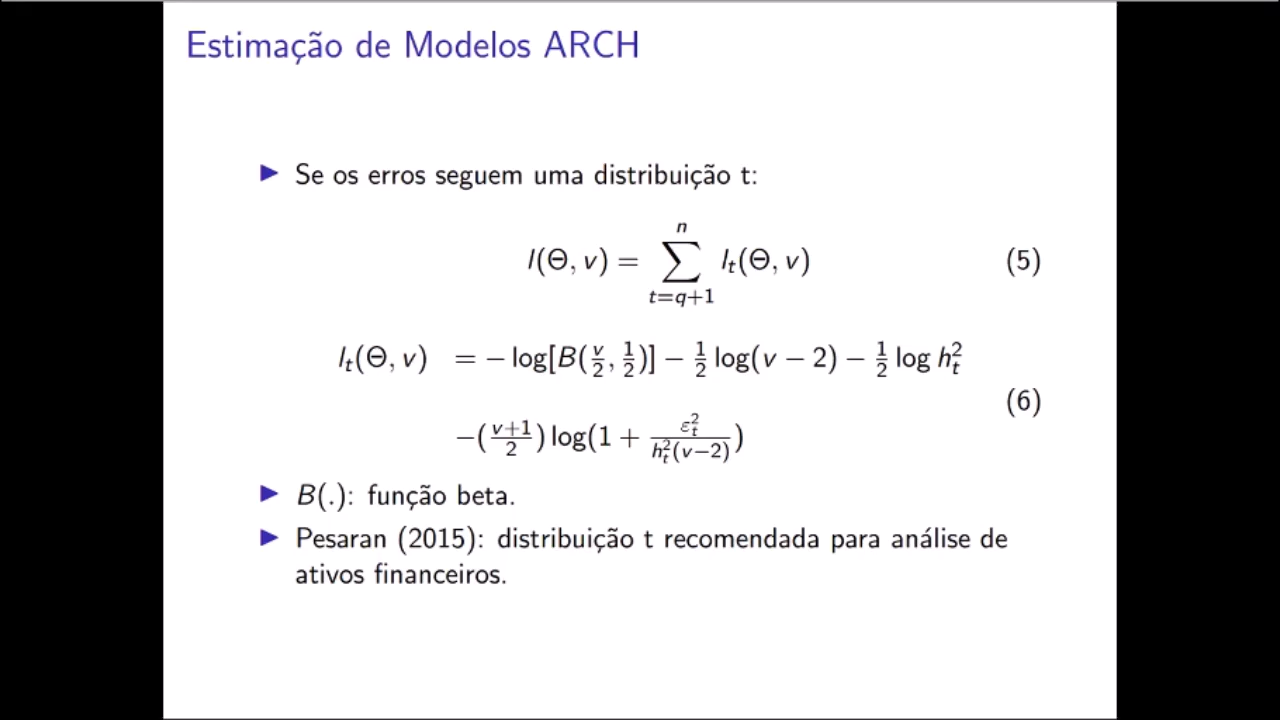 Estimação de Modelos ARCH
▶ Se os erros seguem uma distribuição t:
l(Θ, v) = ∑_{t=q+1}^{n} l_t(Θ, v) (5)
l_t(Θ, v) = − log[B(v/2, 1/2)] − 1/2 log(v − 2) − 1/2 log h_t^2
−((v+1)/2) log(1 + ε_t^2/(h_t^2(v−2))) (6)
▶ B(.): função beta.
▶ Pesaran (2015): distribuição t recomendada para análise de
ativos financeiros.